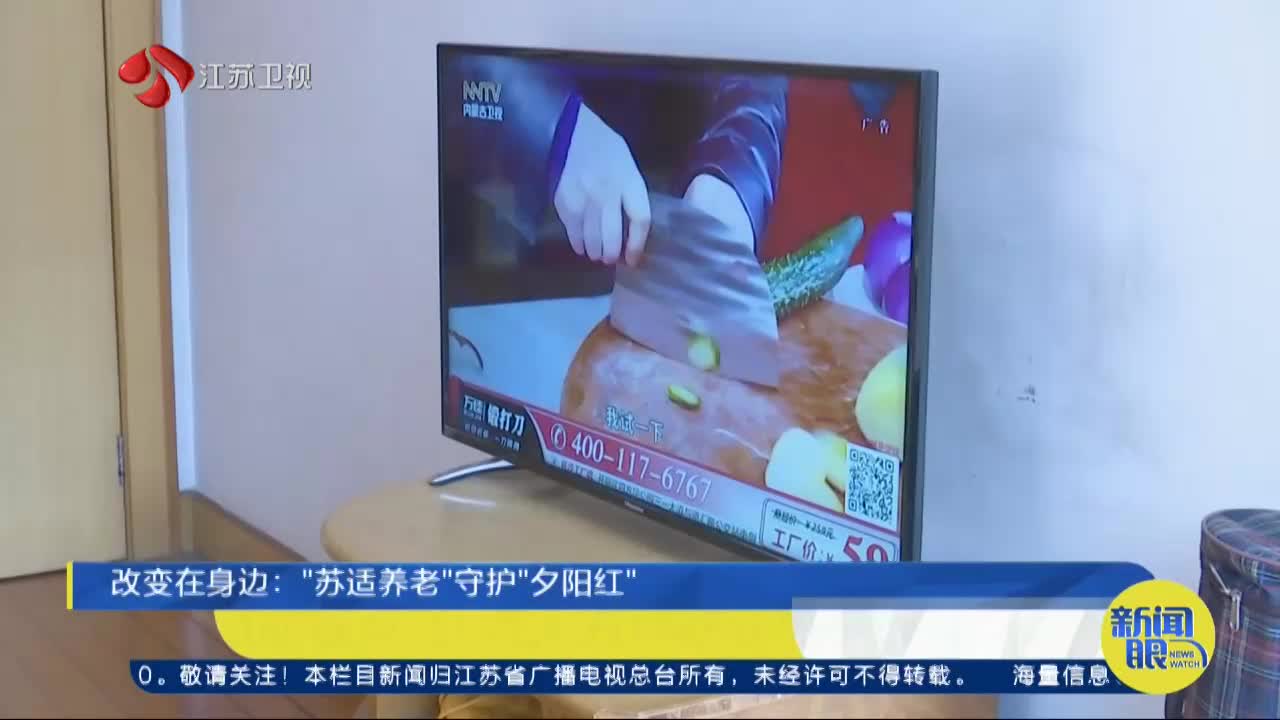 江苏卫视
NNTV
内蒙古卫视
广告
我试一下
锻打刀
400-117-6767
工厂价:¥59
改变在身边："苏适养老"守护"夕阳红"
新闻眼
NEWS WATCH
0。敬请关注！本栏目新闻归江苏省广播电视总台所有，未经许可不得转载。 海量信息